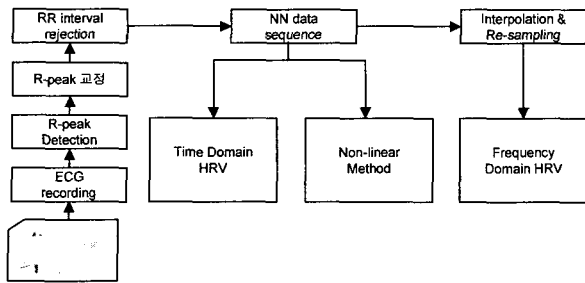 RR interval
rejection
NN data
sequence
Interpolation &
Re-sampling
R-peak 교정
R-peak
Detection
ECG
recording
Time Domain
HRV
Non-linear
Method
Frequency
Domain HRV